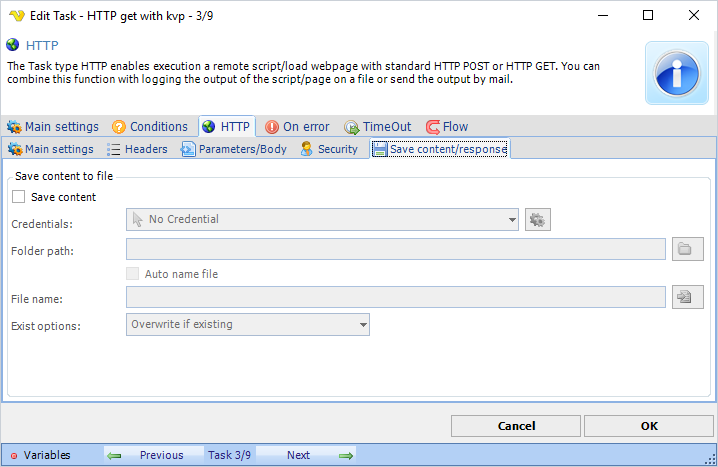 Edit Task - HTTP get with kvp - 3/9
HTTP
The Task type HTTP enables execution a remote script/load webpage with standard HTTP POST or HTTP GET. You can
combine this function with logging the output of the script/page on a file or send the output by mail.
Main settings Conditions HTTP On error TimeOut Flow
Main settings Headers Parameters/Body Security Save content/response
Save content to file
Save content
Credentials: No Credential
Folder path:
Auto name file
File name:
Exist options: Overwrite if existing
Cancel OK
Variables Previous Task 3/9 Next